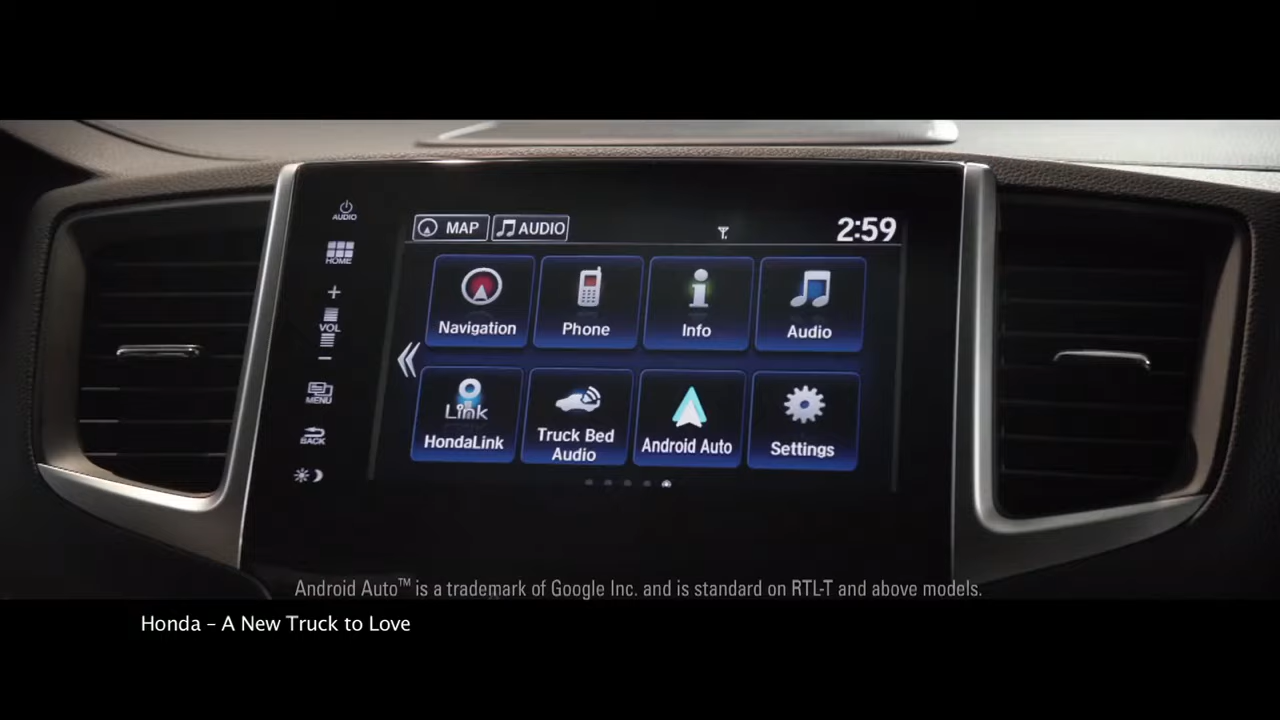 AUDIO
HOME
+
VOL
–
MENU
BACK
MAP
AUDIO
2:59
Navigation
Phone
Info
Audio
Link
HondaLink
Truck Bed
Audio
Android Auto
Settings
Android Auto™ is a trademark of Google Inc. and is standard on RTL-T and above models.
Honda – A New Truck to Love